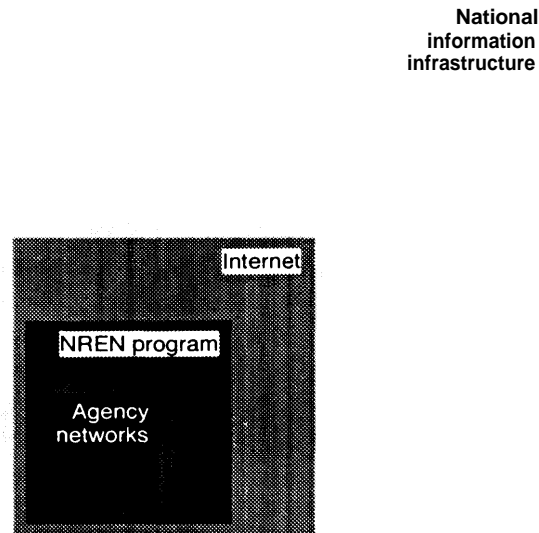 National
information
infrastructure
Internet
NREN program
Agency
networks